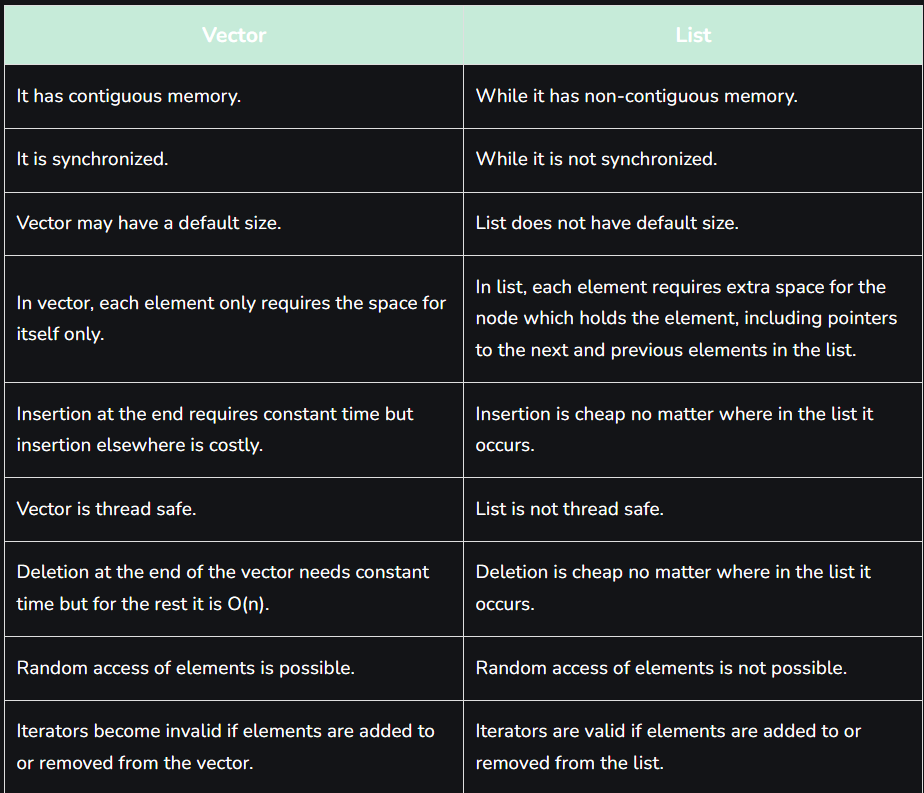 Vector
List
It has contiguous memory.
While it has non-contiguous memory.
It is synchronized.
While it is not synchronized.
Vector may have a default size.
List does not have default size.
In vector, each element only requires the space for
itself only.
In list, each element requires extra space for the
node which holds the element, including pointers
to the next and previous elements in the list.
Insertion at the end requires constant time but
insertion elsewhere is costly.
Insertion is cheap no matter where in the list it
occurs.
Vector is thread safe.
List is not thread safe.
Deletion at the end of the vector needs constant
time but for the rest it is O(n).
Deletion is cheap no matter where in the list it
occurs.
Random access of elements is possible.
Random access of elements is not possible.
Iterators become invalid if elements are added to
or removed from the vector.
Iterators are valid if elements are added to or
removed from the list.